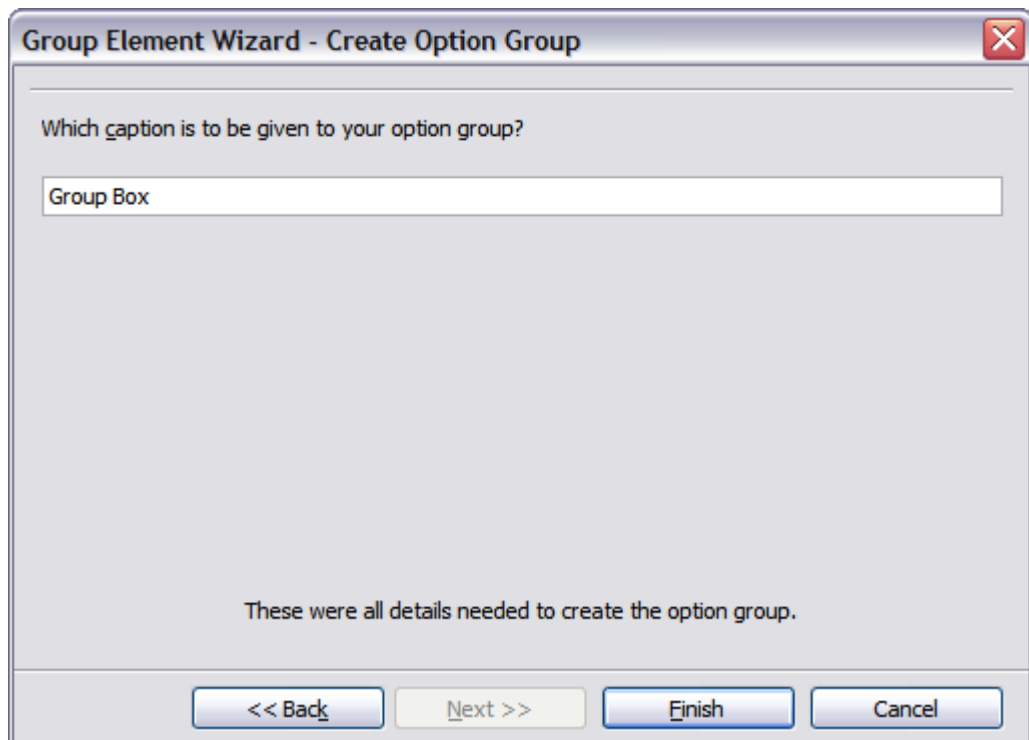 Group Element Wizard - Create Option Group
Which caption is to be given to your option group?
Group Box
These were all details needed to create the option group.
<< Back Next >> Finish Cancel